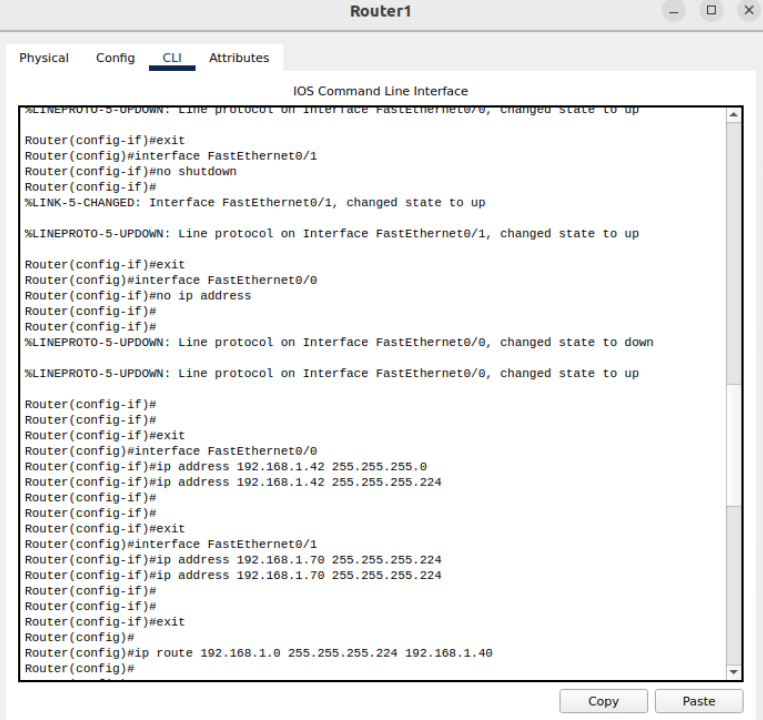 Router1
Physical Config CLI Attributes
IOS Command Line Interface
%LINEPROTO-5-UPDOWN: Line protocol on Interface FastEthernet0/0, changed state to up
Router(config-if)#exit
Router(config)#interface FastEthernet0/1
Router(config-if)#no shutdown
Router(config-if)#
%LINK-5-CHANGED: Interface FastEthernet0/1, changed state to up
%LINEPROTO-5-UPDOWN: Line protocol on Interface FastEthernet0/1, changed state to up
Router(config-if)#exit
Router(config)#interface FastEthernet0/0
Router(config-if)#no ip address
Router(config-if)#
Router(config-if)#
%LINEPROTO-5-UPDOWN: Line protocol on Interface FastEthernet0/0, changed state to down
%LINEPROTO-5-UPDOWN: Line protocol on Interface FastEthernet0/0, changed state to up
Router(config-if)#
Router(config-if)#
Router(config-if)#exit
Router(config)#interface FastEthernet0/0
Router(config-if)#ip address 192.168.1.42 255.255.255.0
Router(config-if)#ip address 192.168.1.42 255.255.255.224
Router(config-if)#
Router(config-if)#
Router(config-if)#exit
Router(config)#interface FastEthernet0/1
Router(config-if)#ip address 192.168.1.70 255.255.255.224
Router(config-if)#ip address 192.168.1.70 255.255.255.224
Router(config-if)#
Router(config-if)#
Router(config-if)#exit
Router(config)#
Router(config)#ip route 192.168.1.0 255.255.255.224 192.168.1.40
Router(config)#
Copy Paste